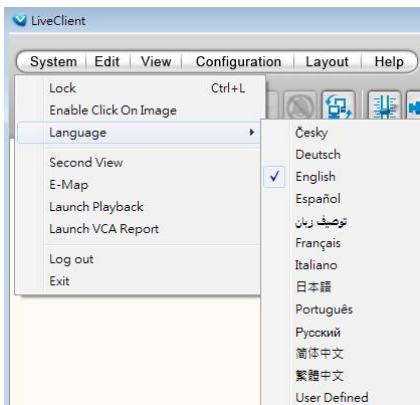 LiveClient
System Edit View Configuration Layout Help
Lock Ctrl+L
Enable Click On Image
Language
Second View
E-Map
Launch Playback
Launch VCA Report
Log out
Exit
Česky
Deutsch
English
Español
توصيف زبان
Français
Italiano
日本語
Português
Русский
简体中文
繁體中文
User Defined